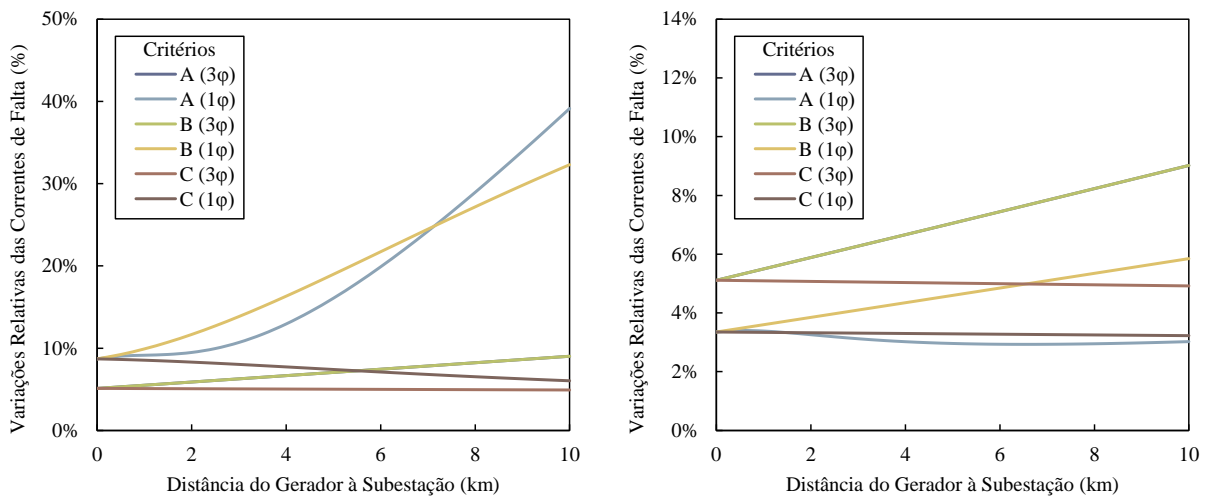 Variações Relativas das Correntes de Falta (%)
50%
40%
30%
20%
10%
0%
Critérios
A (3φ)
A (1φ)
B (3φ)
B (1φ)
C (3φ)
C (1φ)
0 2 4 6 8 10
Distância do Gerador à Subestação (km)
Variações Relativas das Correntes de Falta (%)
14%
12%
10%
8%
6%
4%
2%
0%
Critérios
A (3φ)
A (1φ)
B (3φ)
B (1φ)
C (3φ)
C (1φ)
0 2 4 6 8 10
Distância do Gerador à Subestação (km)